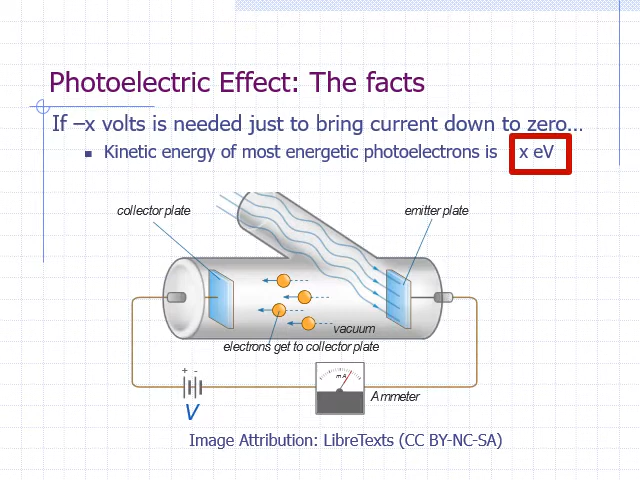 Photoelectric Effect: The facts
If –x volts is needed just to bring current down to zero…
Kinetic energy of most energetic photoelectrons is x eV
collector plate
emitter plate
vacuum
electrons get to collector plate
+ -
mA
V
Ammeter
Image Attribution: LibreTexts (CC BY-NC-SA)